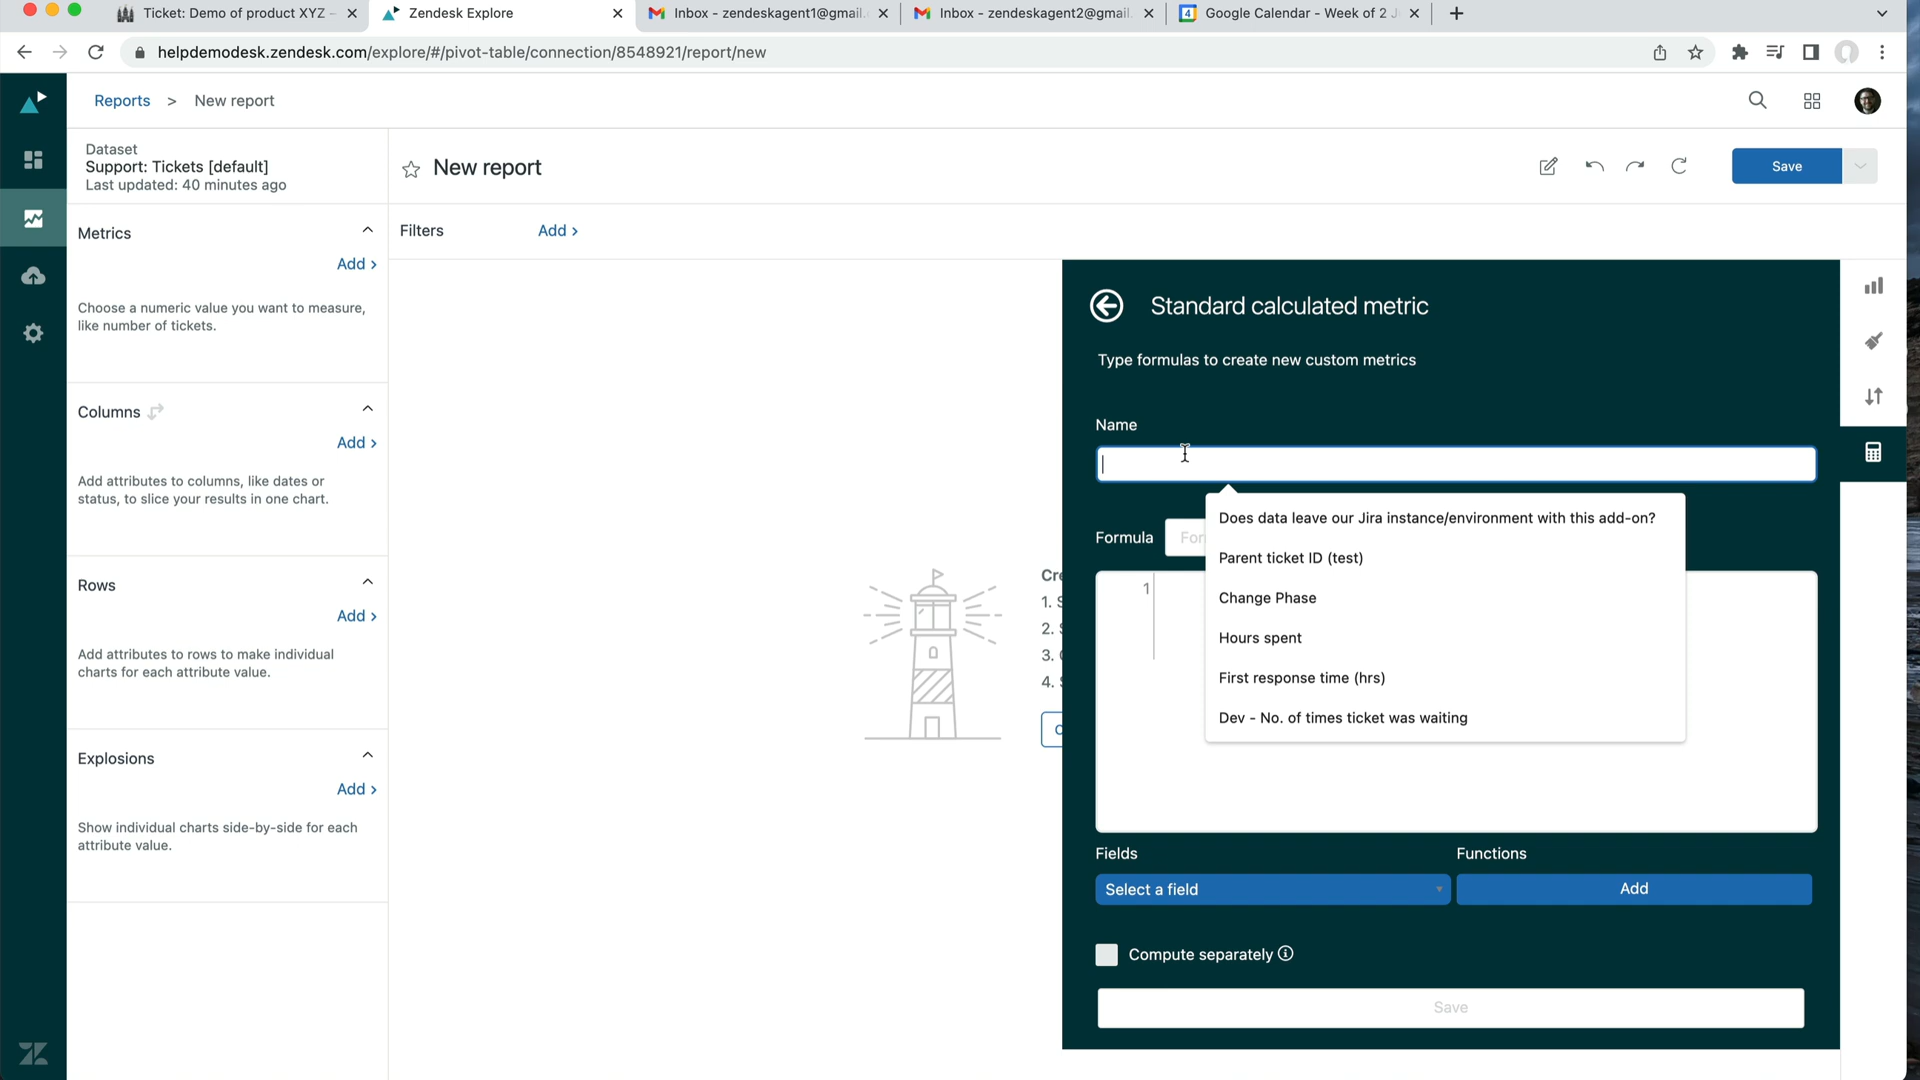 Ticket: Demo of product XYZ –
Zendesk Explore
Inbox - zendeskagent1@gmail.
Inbox - zendeskagent2@gmail.
Google Calendar - Week of 2 J
helpdemodesk.zendesk.com/explore/#/pivot-table/connection/8548921/report/new
Reports > New report
Dataset
Support: Tickets [default]
Last updated: 40 minutes ago
New report
Save
Metrics
Add >
Choose a numeric value you want to measure,
like number of tickets.
Filters
Add >
Columns
Add >
Add attributes to columns, like dates or
status, to slice your results in one chart.
Rows
Add >
Add attributes to rows to make individual
charts for each attribute value.
Explosions
Add >
Show individual charts side-by-side for each
attribute value.
Cre
1. S
2. S
3.
4. S
Standard calculated metric
Type formulas to create new custom metrics
Name
Formula
For
1
Does data leave our Jira instance/environment with this add-on?
Parent ticket ID (test)
Change Phase
Hours spent
First response time (hrs)
Dev - No. of times ticket was waiting
Fields
Functions
Select a field
Add
Compute separately
Save